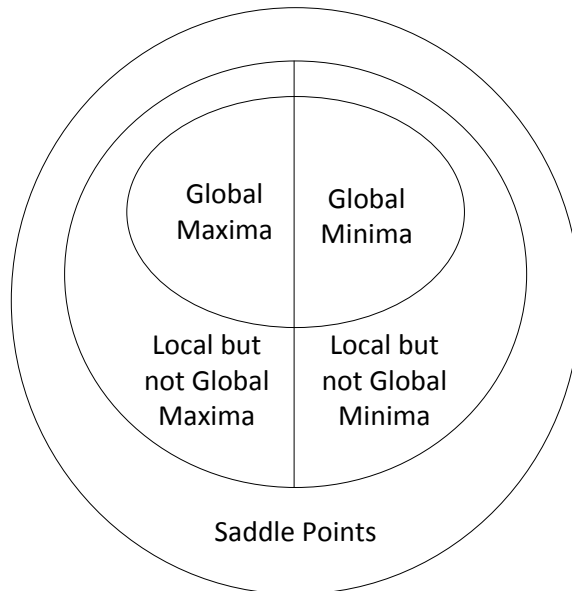 Global
Maxima
Global
Minima
Local but
not Global
Maxima
Local but
not Global
Minima
Saddle Points